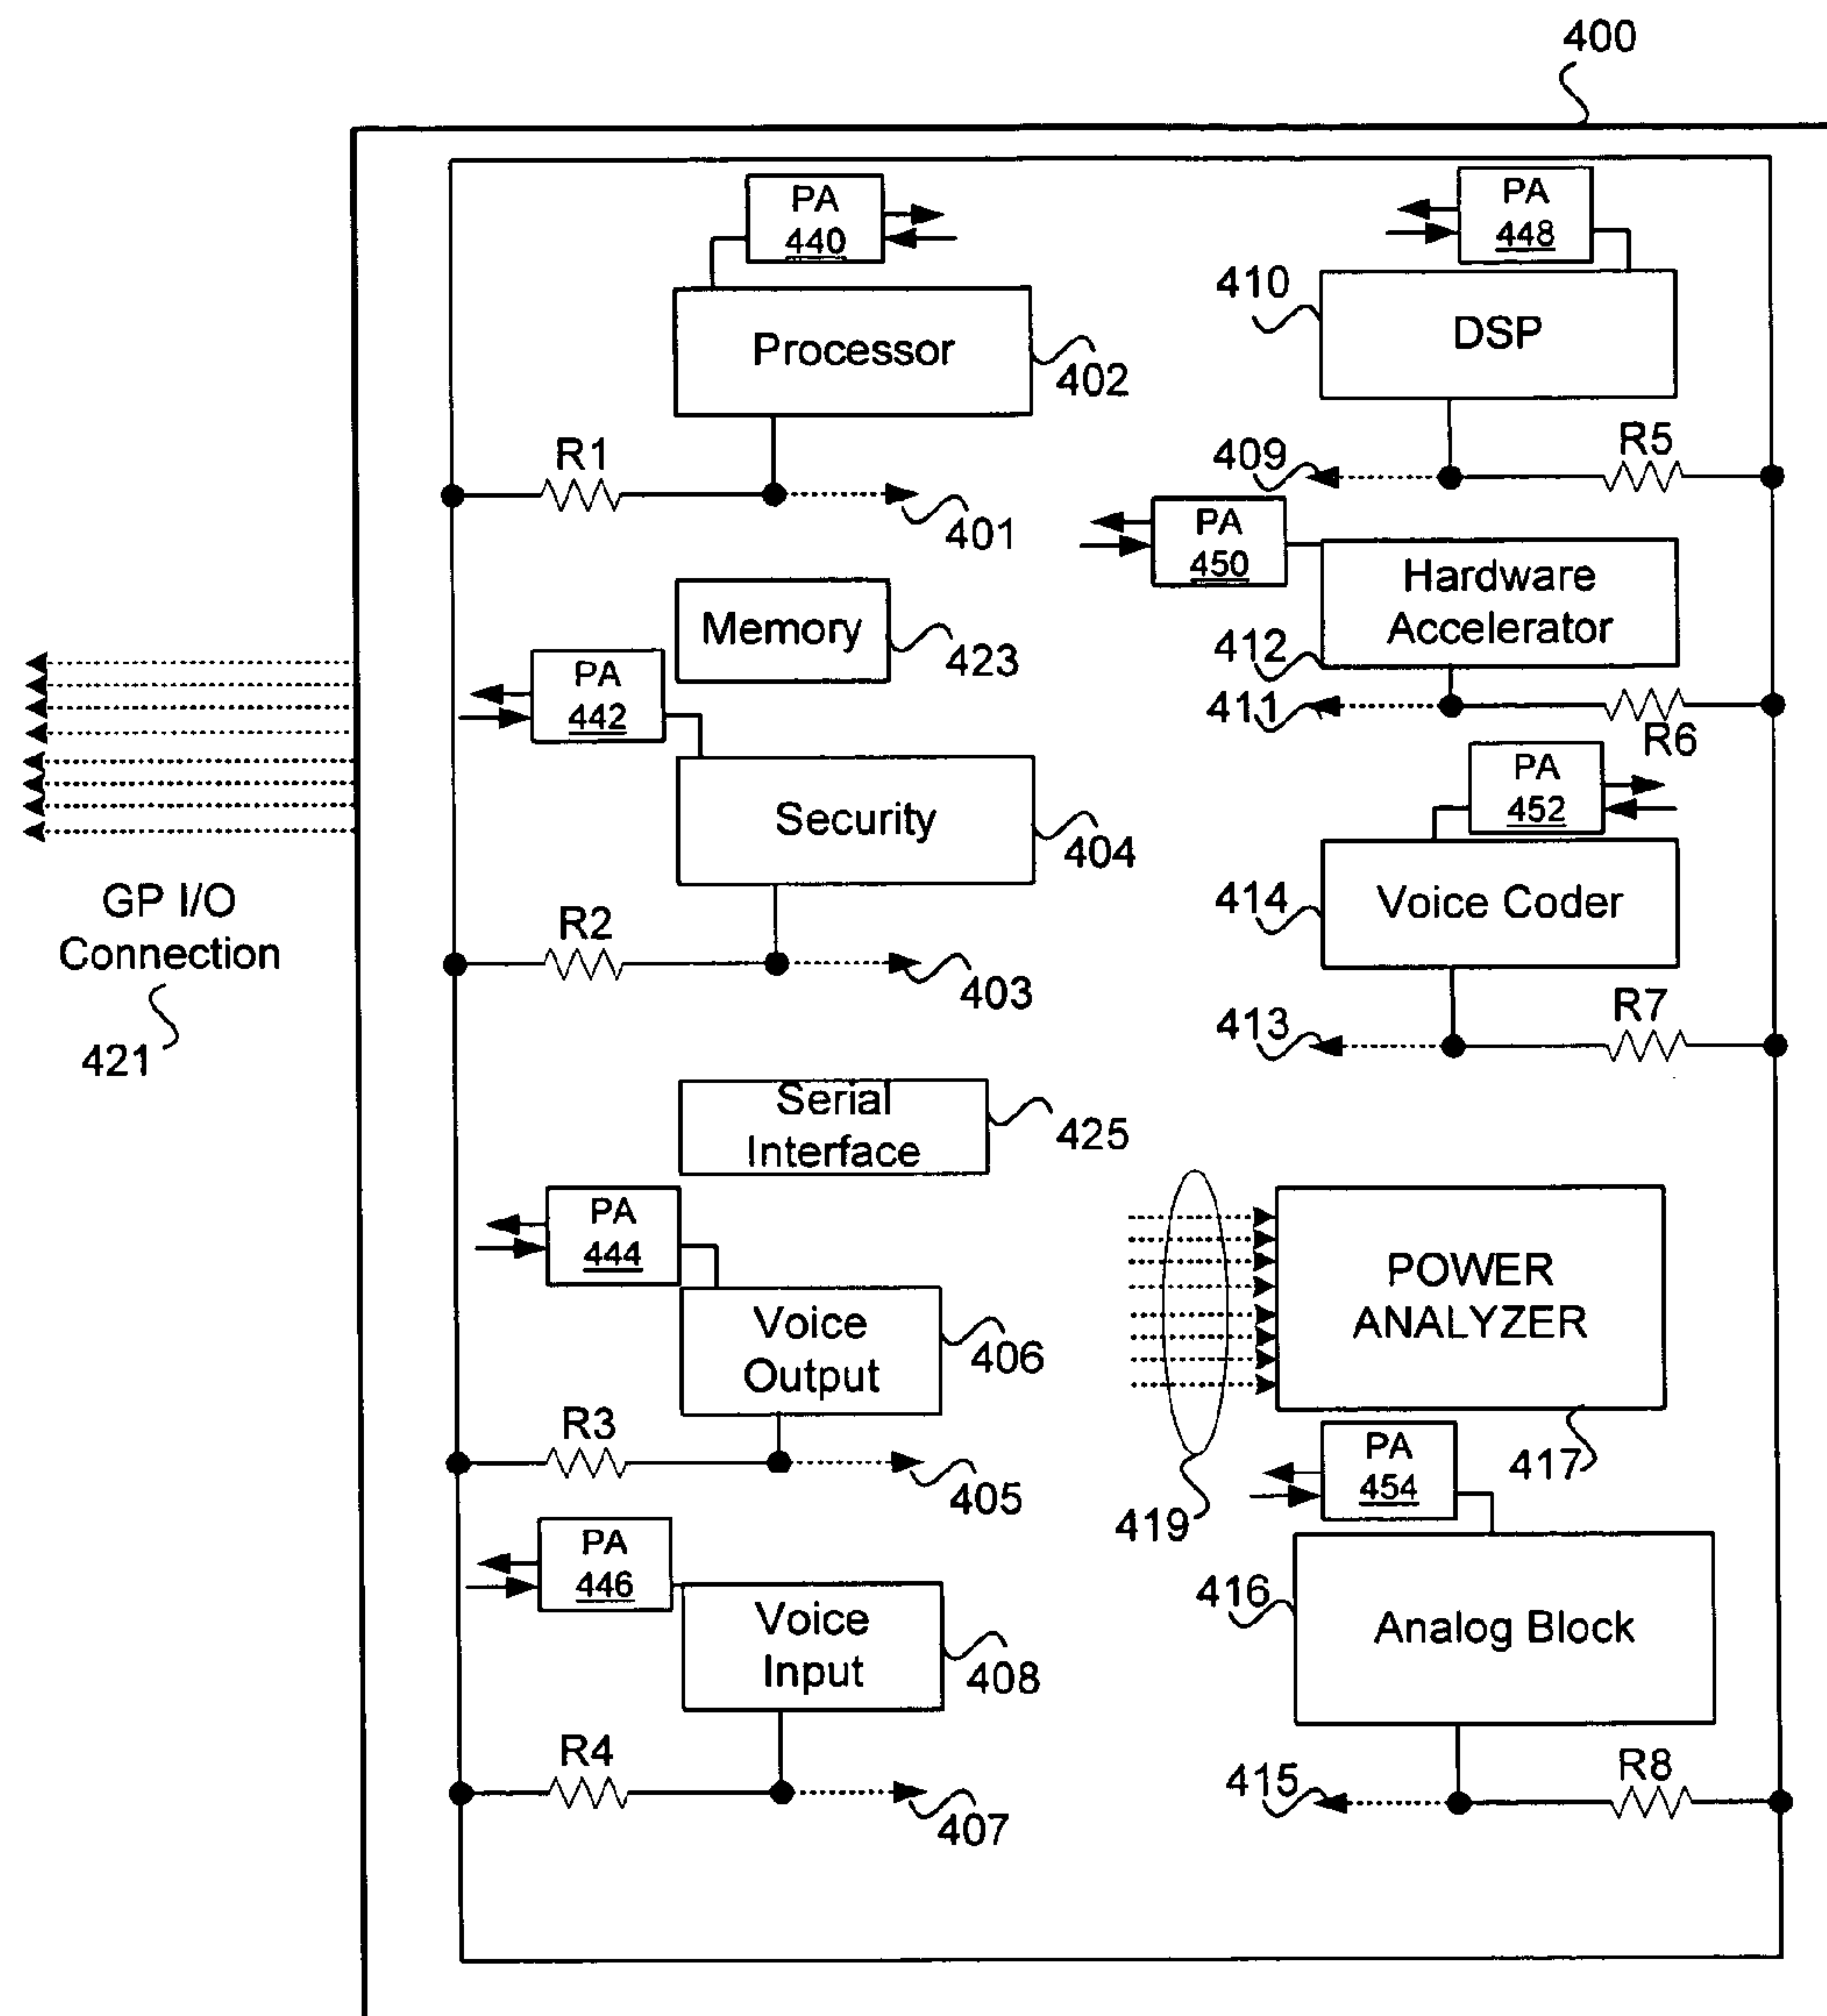 400
PA
440
PA
448
410
DSP
Processor
402
R1
401
409
R5
PA
450
Hardware
Accelerator
412
Memory
423
411
R6
PA
442
PA
452
Security
404
414
Voice Coder
GP I/O
Connection
421
R2
403
413
R7
Serial
Interface
425
PA
444
POWER
ANALYZER
417
419
Voice
Output
406
R3
405
PA
454
PA
446
416
Analog Block
Voice
Input
408
R4
407
415
R8